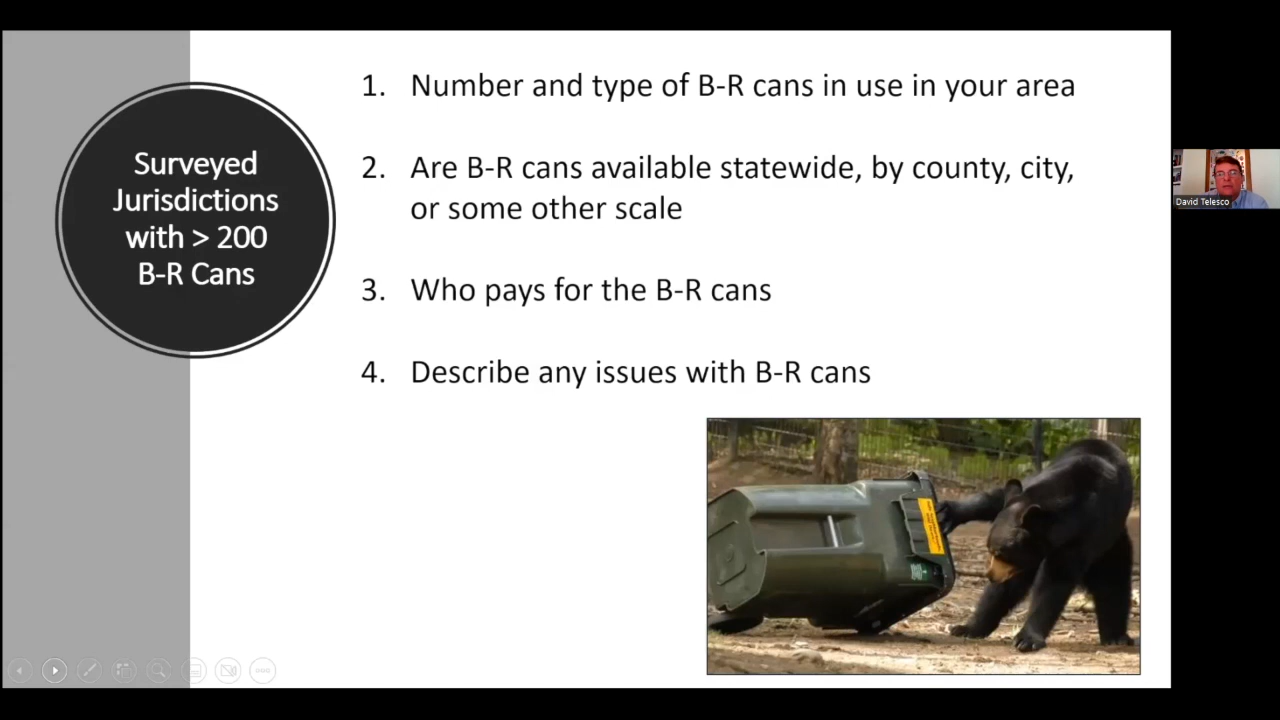 Surveyed
Jurisdictions
with > 200
B-R Cans
1. Number and type of B-R cans in use in your area
2. Are B-R cans available statewide, by county, city,
or some other scale
3. Who pays for the B-R cans
4. Describe any issues with B-R cans
David Telesco